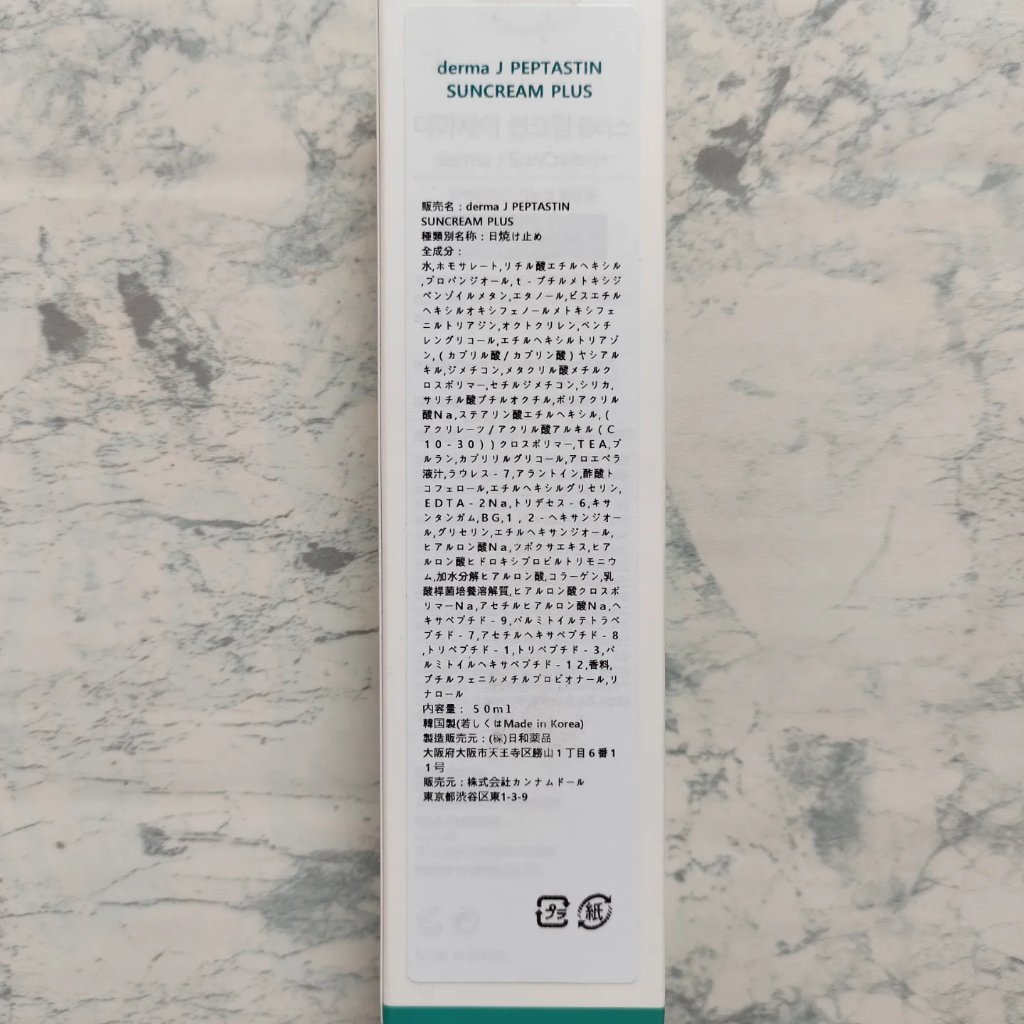 derma J PEPTASTIN
SUNCREAM PLUS
販売名：derma J PEPTASTIN
SUNCREAM PLUS
種類別名称：日焼け止め
全成分：
水,ホモサレート,リチル酸エチルヘキシル
,プロパンジオール,ｔ‐ブチルメトキシジ
ベンゾイルメタン,エタノール,ビスエチル
ヘキシルオキシフェノールメトキシフェ
ニルトリアジン,オクトクリレン,ペンチ
レングリコール,エチルヘキシルトリアゾ
ン,(カプリル酸/カプリン酸)ヤシアル
キル,ジメチコン,メタクリル酸メチルク
ロスポリマー,セチルジメチコン,シリカ,
サリチル酸ブチルオクチル,ポリアクリル
酸Ｎａ,ステアリン酸エチルヘキシル,(
アクリレーツ/アクリル酸アルキル(Ｃ
１０‐３０))クロスポリマー,ＴＥＡ,プ
ルラン,カプリリルグリコール,アロエベラ
液汁,ラウレス‐７,アラントイン,酢酸ト
コフェロール,エチルヘキシルグリセリン,
ＥＤＴＡ‐２Ｎａ,トリデセス‐６,キサ
ンタンガム,ＢＧ,１，２‐ヘキサンジオー
ル,グリセリン,エチルヘキサンジオール,
ヒアルロン酸Ｎａ,ツボクサエキス,ヒア
ルロン酸ヒドロキシプロピルトリモニウ
ム,加水分解ヒアルロン酸,コラーゲン,乳
酸桿菌培養溶解質,ヒアルロン酸クロスポ
リマーＮａ,アセチルヒアルロン酸Ｎａ,ヘ
キサペプチド‐９,パルミトイルテトラペ
プチド‐７,アセチルヘキサペプチド‐８
,トリペプチド‐１,トリペプチド‐３,パ
ルミトイルヘキサペプチド‐１２,香料,
ブチルフェニルメチルプロピオナール,リ
ナロール
内容量：５０ｍｌ
韓国製(若しくはMade in Korea)
製造販売元：㈱日和薬品
大阪府大阪市天王寺区勝山１丁目６番１
１号
販売元：株式会社カンナムドール
東京都渋谷区東1-3-9
プラ 紙